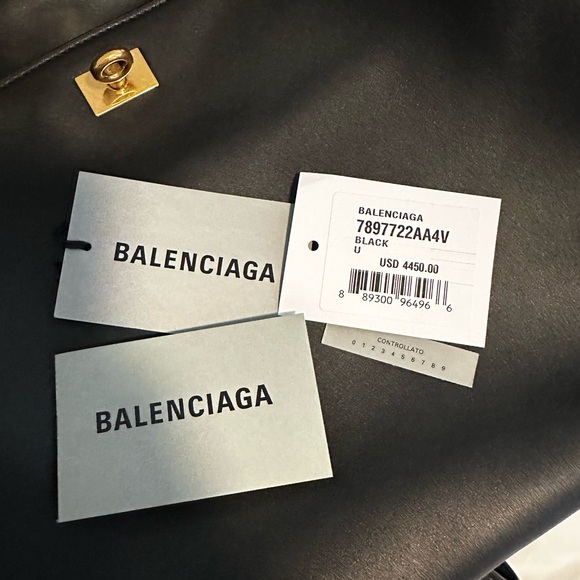 BALENCIAGA
BALENCIAGA
7897722AA4V
BLACK
U
USD 4450.00
8 89300 96496 6
CONTROLLATO
0 1 2 3 4 5 6 7 8 9
BALENCIAGA